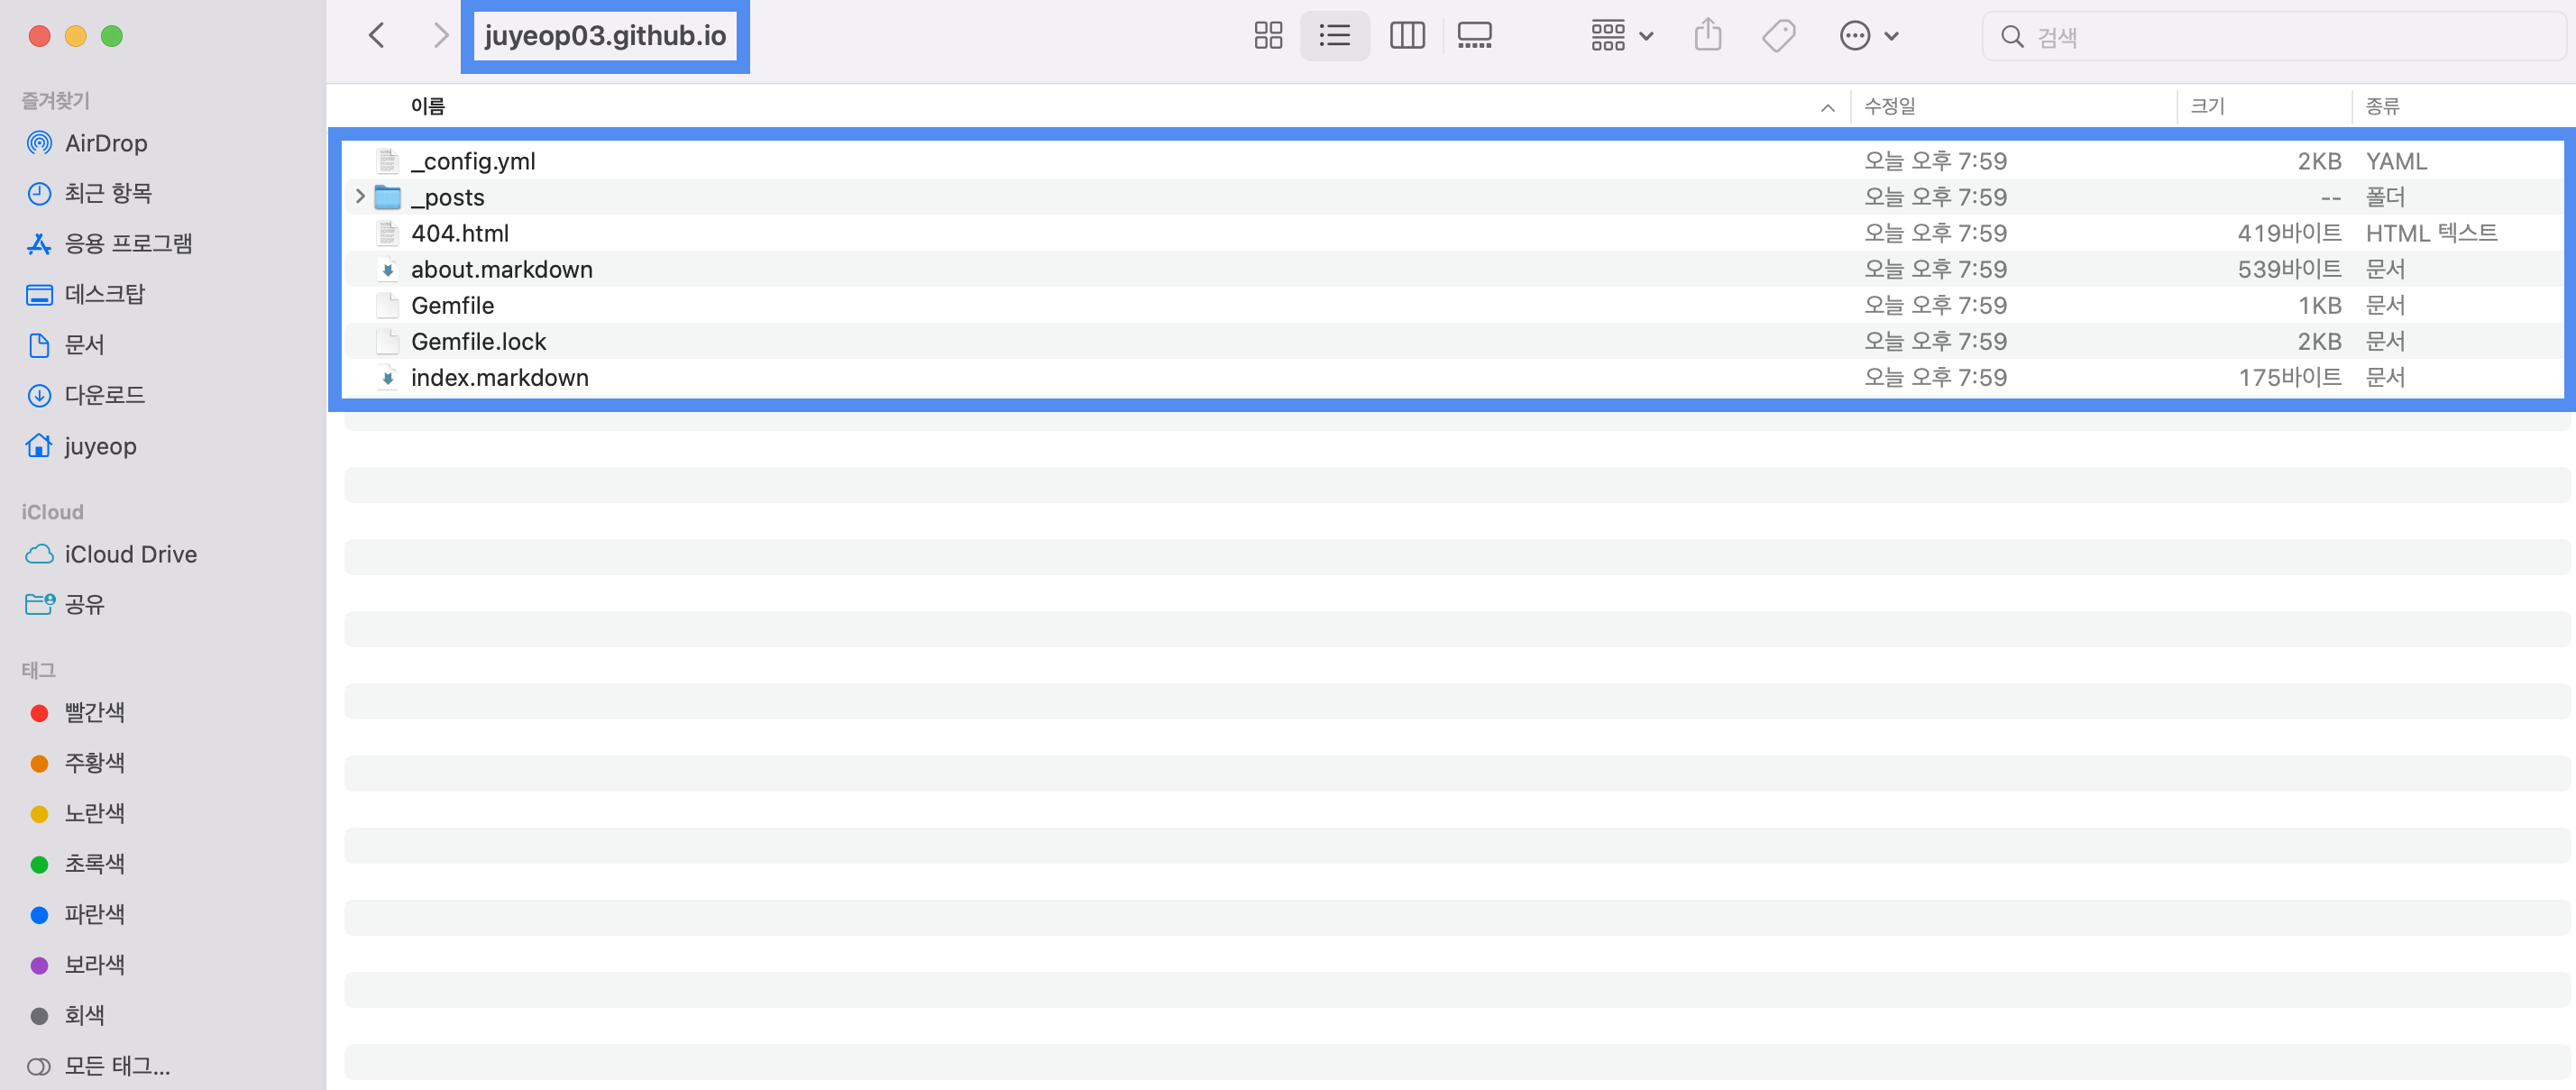 juyeop03.github.io
검색
즐겨찾기
AirDrop
최근 항목
응용 프로그램
데스크탑
문서
다운로드
juyeop
iCloud
iCloud Drive
공유
태그
빨간색
주황색
노란색
초록색
파란색
보라색
회색
모든 태그...
이름 수정일 크기 종류
_config.yml 오늘 오후 7:59 2KB YAML
_posts 오늘 오후 7:59 -- 폴더
404.html 오늘 오후 7:59 419바이트 HTML 텍스트
about.markdown 오늘 오후 7:59 539바이트 문서
Gemfile 오늘 오후 7:59 1KB 문서
Gemfile.lock 오늘 오후 7:59 2KB 문서
index.markdown 오늘 오후 7:59 175바이트 문서